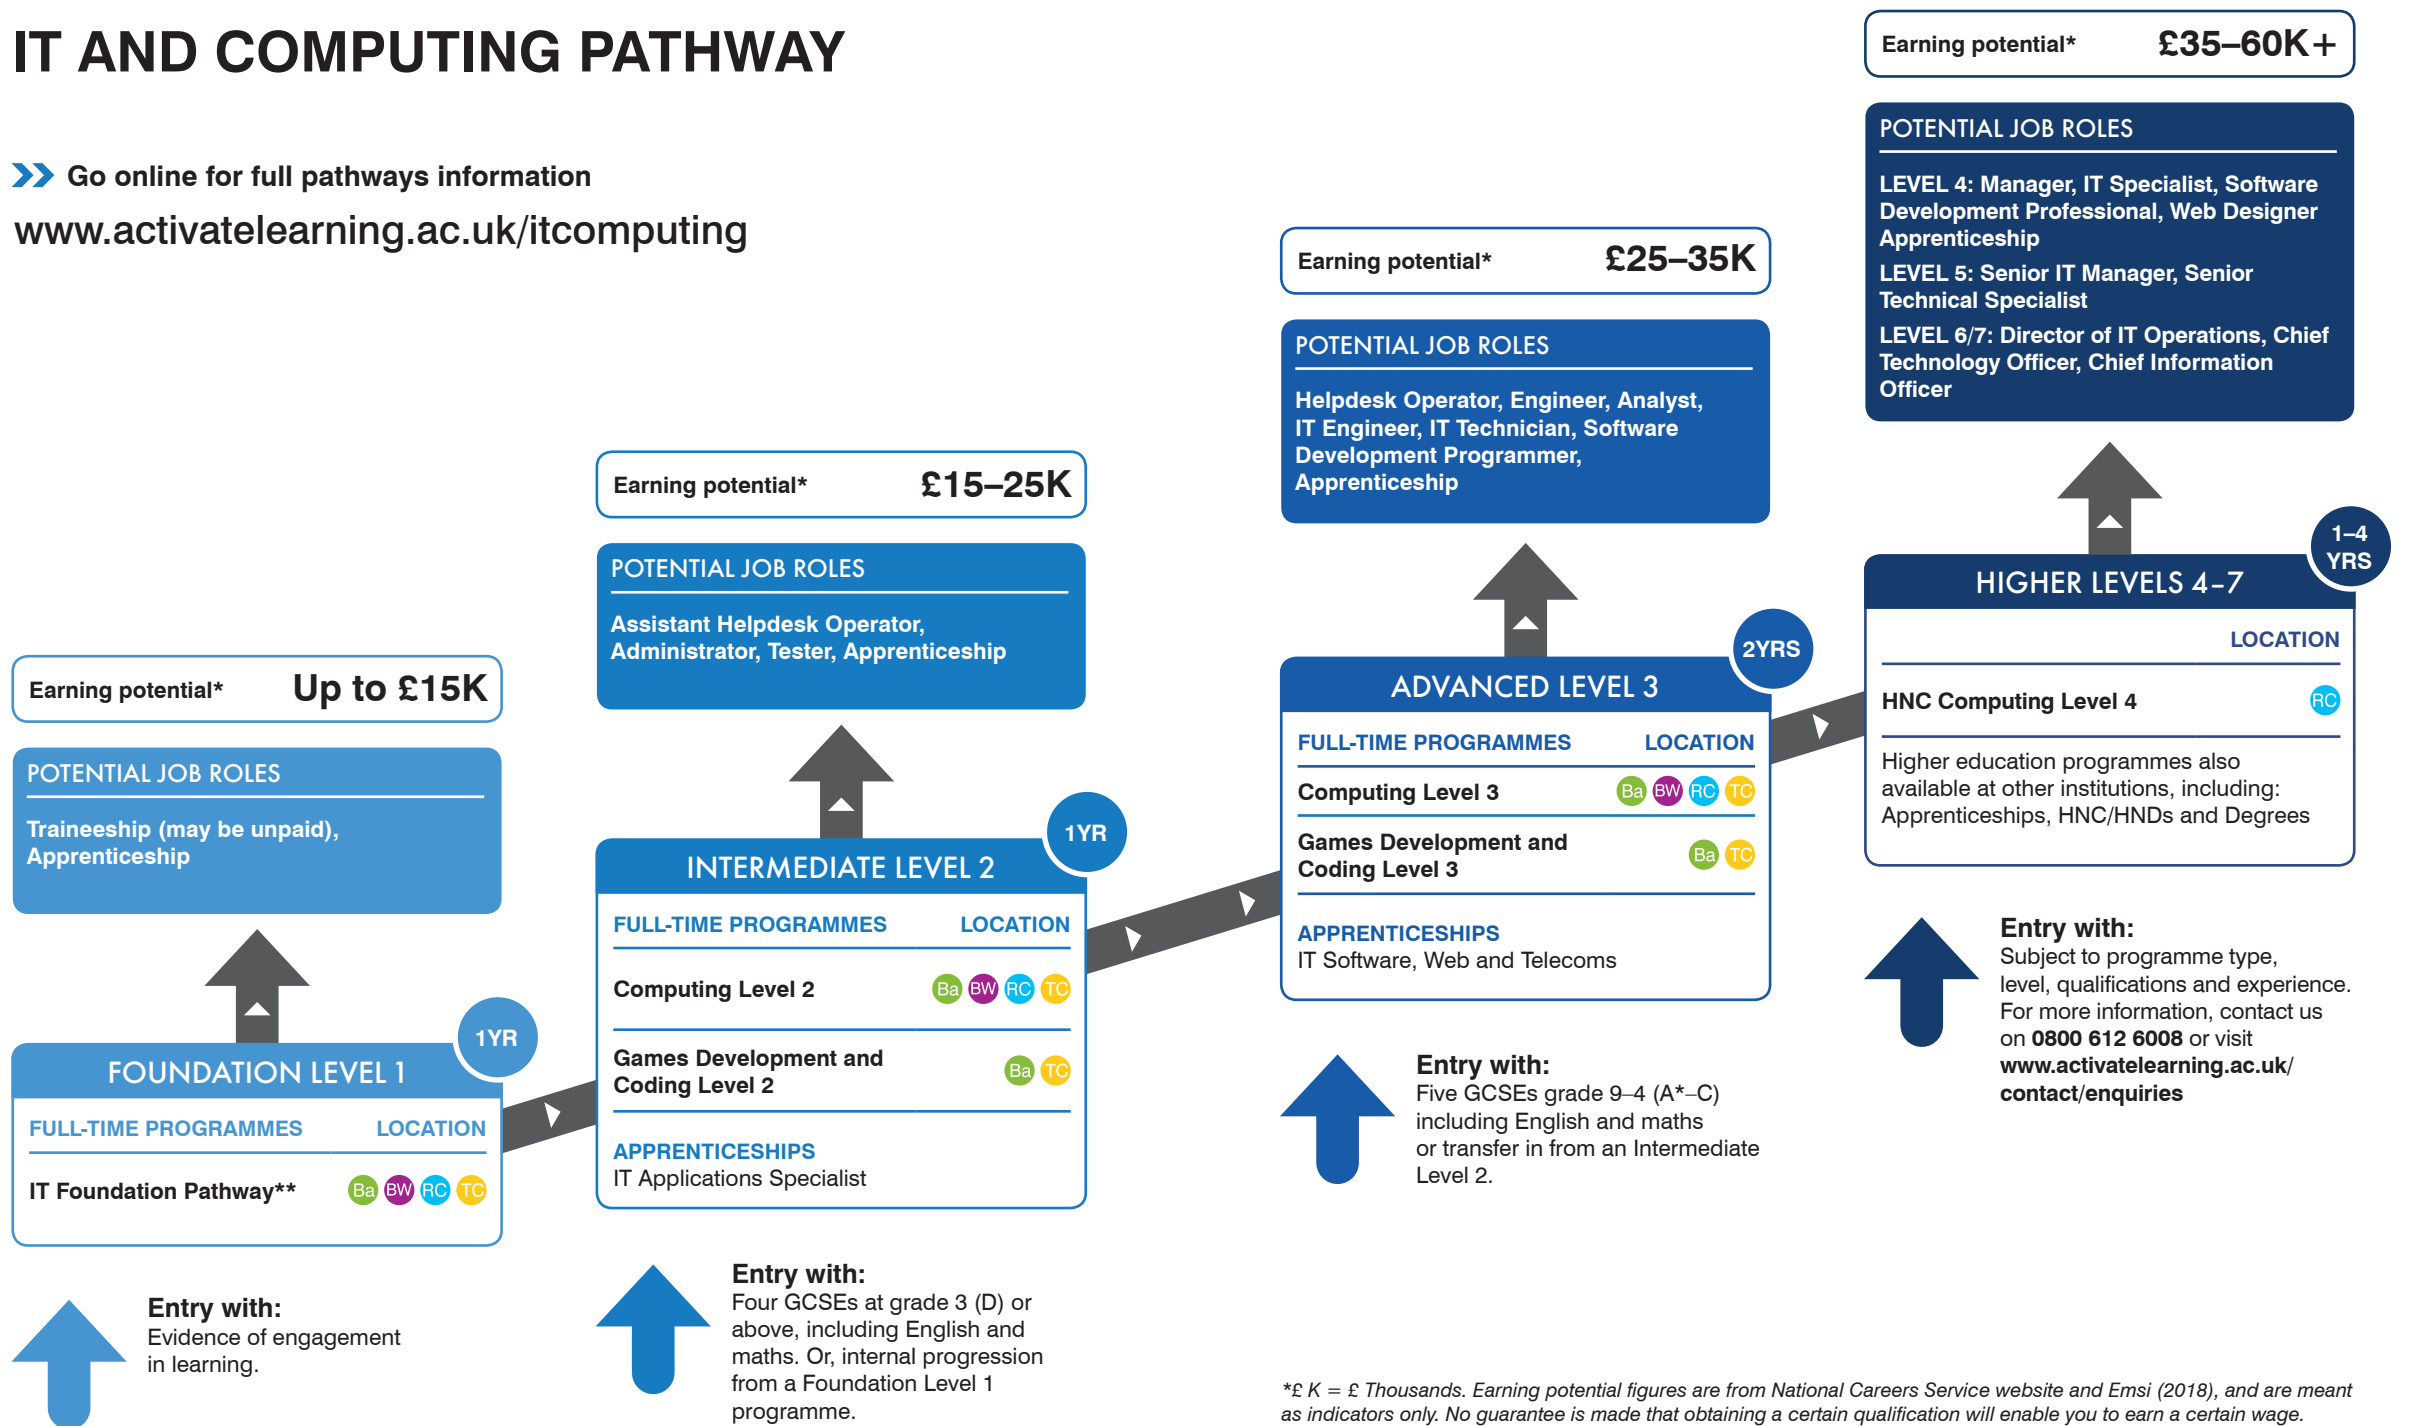 IT AND COMPUTING PATHWAY
Go online for full pathways information
www.activatelearning.ac.uk/itcomputing
Earning potential* Up to £15K
POTENTIAL JOB ROLES
Traineeship (may be unpaid),
Apprenticeship
1YR
FOUNDATION LEVEL 1
FULL-TIME PROGRAMMES LOCATION
IT Foundation Pathway** Ba BW RC TC
Entry with:
Evidence of engagement
in learning.
Earning potential* £15–25K
POTENTIAL JOB ROLES
Assistant Helpdesk Operator,
Administrator, Tester, Apprenticeship
1YR
INTERMEDIATE LEVEL 2
FULL-TIME PROGRAMMES LOCATION
Computing Level 2 Ba BW RC TC
Games Development and
Coding Level 2 Ba TC
APPRENTICESHIPS
IT Applications Specialist
Entry with:
Four GCSEs at grade 3 (D) or
above, including English and
maths. Or, internal progression
from a Foundation Level 1
programme.
Earning potential* £25–35K
POTENTIAL JOB ROLES
Helpdesk Operator, Engineer, Analyst,
IT Engineer, IT Technician, Software
Development Programmer,
Apprenticeship
2YRS
ADVANCED LEVEL 3
FULL-TIME PROGRAMMES LOCATION
Computing Level 3 Ba BW RC TC
Games Development and
Coding Level 3 Ba TC
APPRENTICESHIPS
IT Software, Web and Telecoms
Entry with:
Five GCSEs grade 9–4 (A*–C)
including English and maths
or transfer in from an Intermediate
Level 2.
Earning potential* £35–60K+
POTENTIAL JOB ROLES
LEVEL 4: Manager, IT Specialist, Software
Development Professional, Web Designer
Apprenticeship
LEVEL 5: Senior IT Manager, Senior
Technical Specialist
LEVEL 6/7: Director of IT Operations, Chief
Technology Officer, Chief Information
Officer
1–4
YRS
HIGHER LEVELS 4–7
LOCATION
HNC Computing Level 4 RC
Higher education programmes also
available at other institutions, including:
Apprenticeships, HNC/HNDs and Degrees
Entry with:
Subject to programme type,
level, qualifications and experience.
For more information, contact us
on 0800 612 6008 or visit
www.activatelearning.ac.uk/
contact/enquiries
*£ K = £ Thousands. Earning potential figures are from National Careers Service website and Emsi (2018), and are meant
as indicators only. No guarantee is made that obtaining a certain qualification will enable you to earn a certain wage.